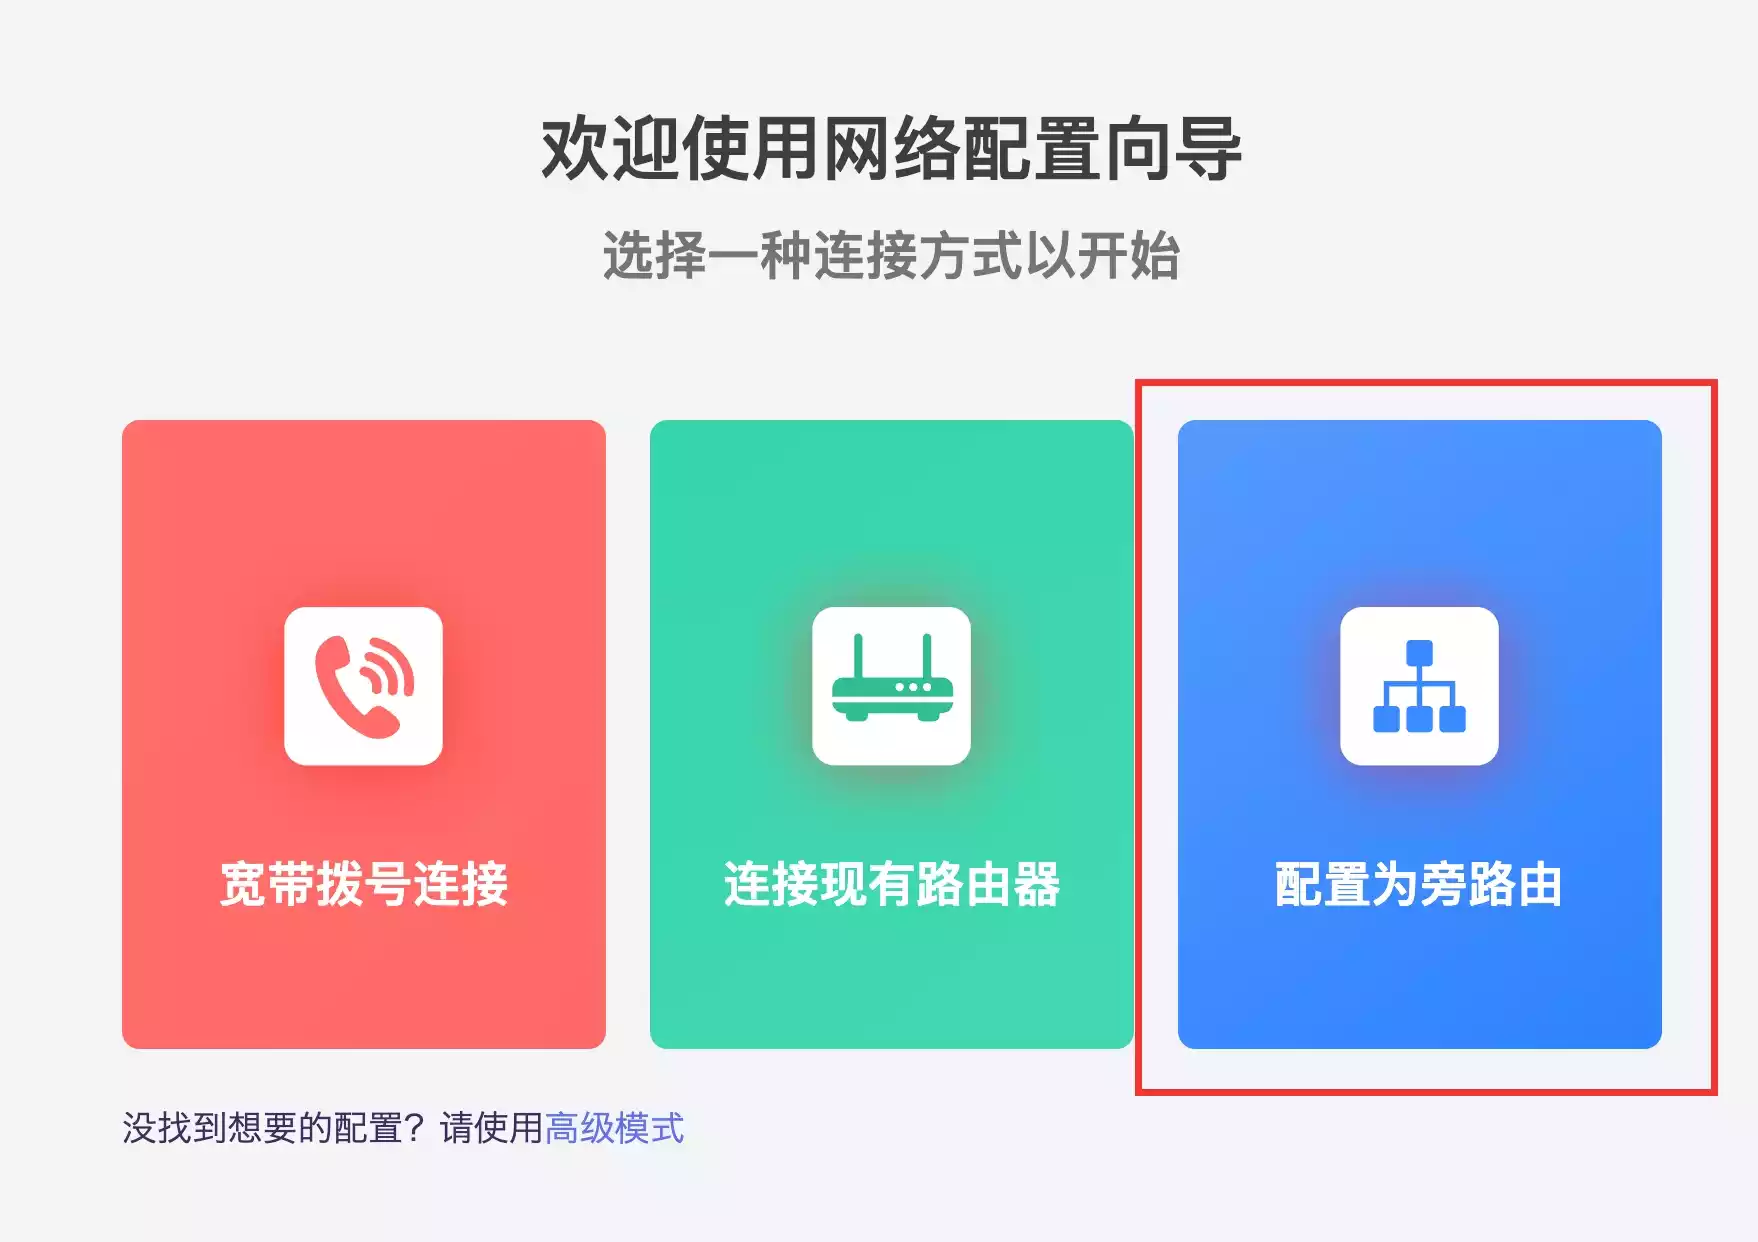 欢迎使用网络配置向导
选择一种连接方式以开始
宽带拨号连接
连接现有路由器
配置为旁路由
没找到想要的配置？请使用高级模式